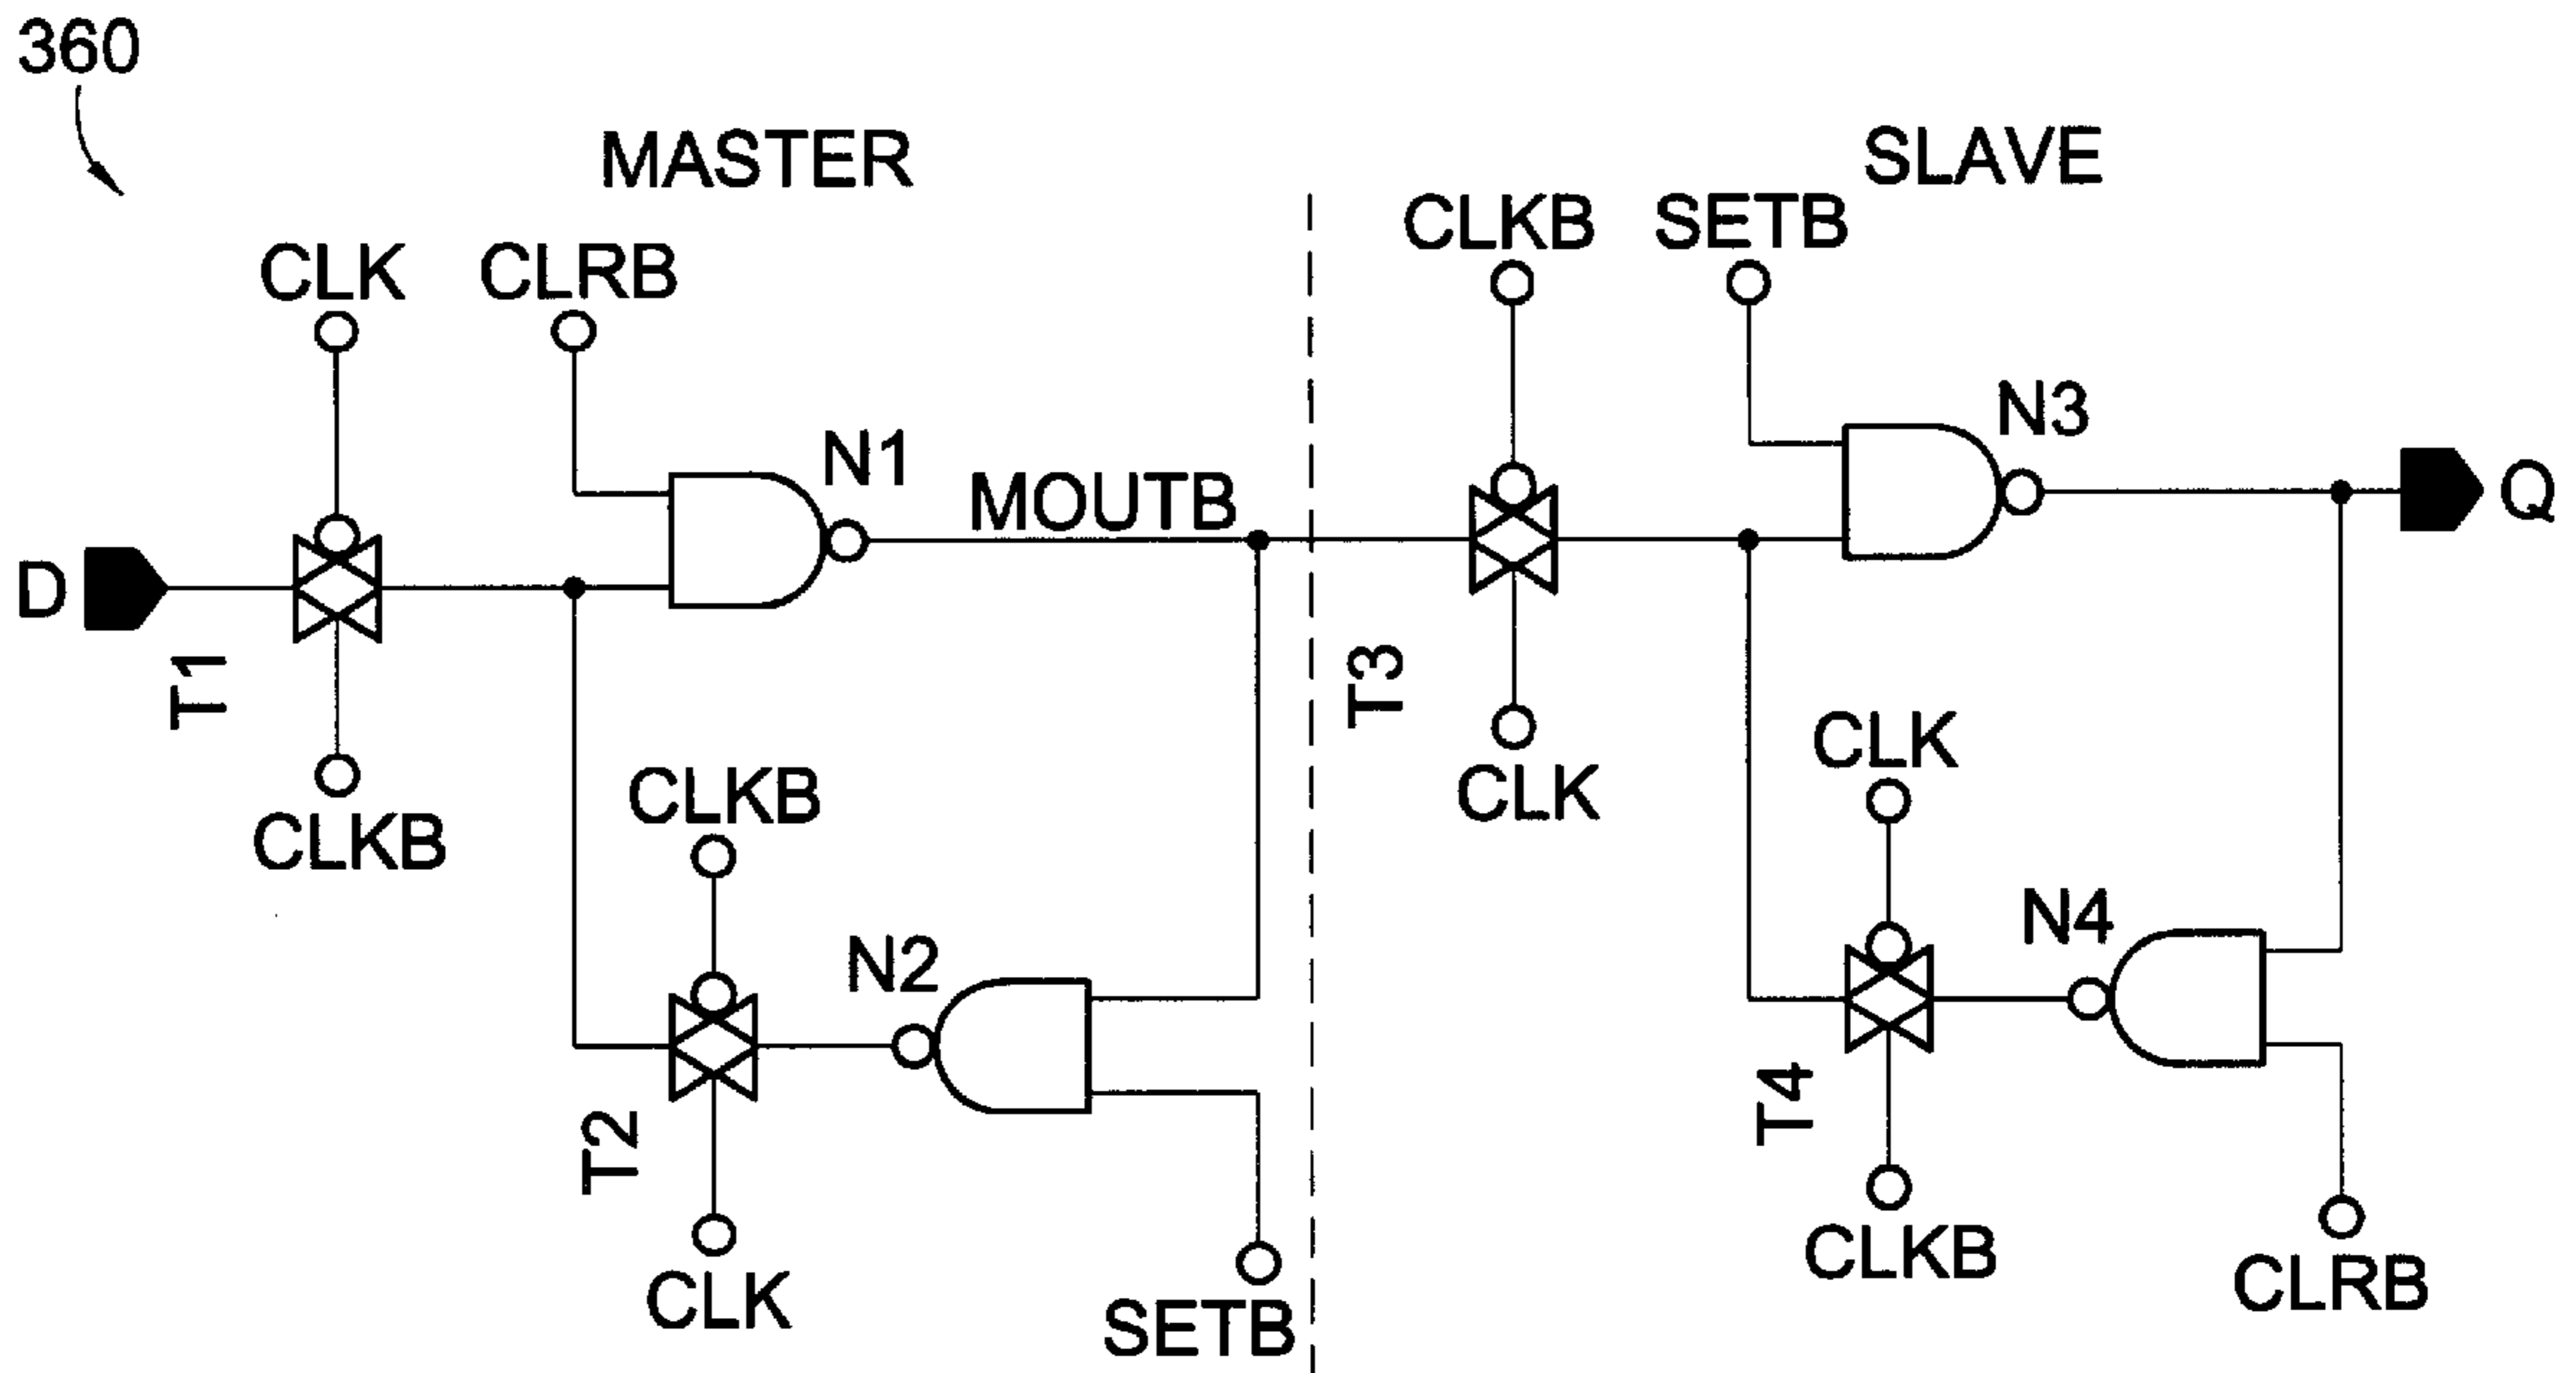 360
MASTER
SLAVE
CLKB
SETB
CLK
CLRB
N3
N1
MOUTB
Q
D
T1
T3
CLKB
CLKB
CLK
CLK
N4
N2
T4
T2
CLKB
CLRB
CLK
SETB